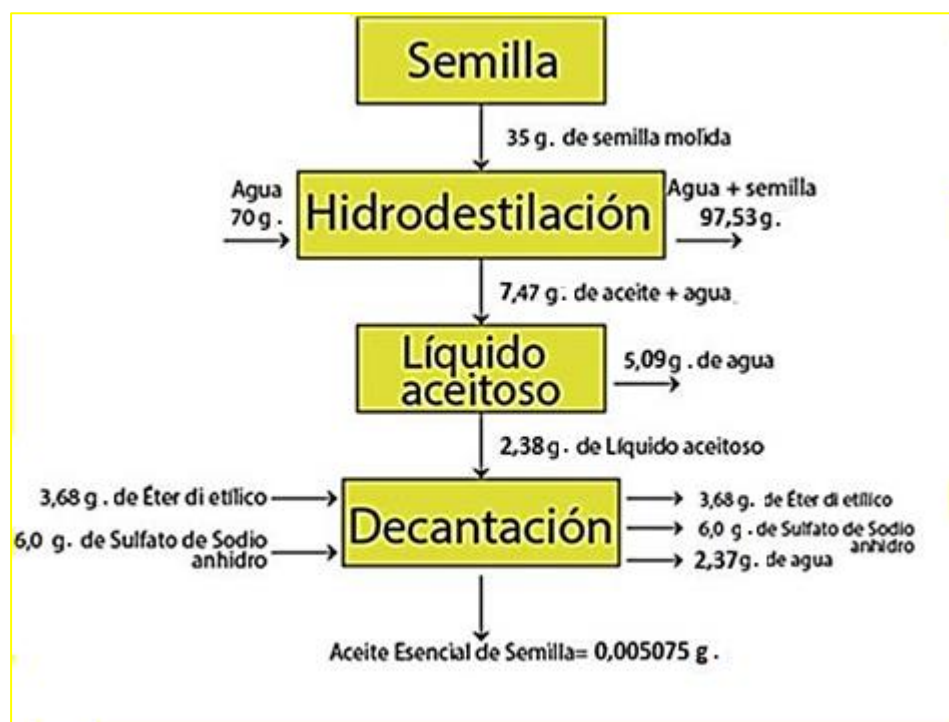 Semilla
35 g. de semilla molida
Agua
70 g.
Hidrodestilación
Agua + semilla
97,53 g.
7,47 g. de aceite + agua
Líquido
aceitoso
5,09 g. de agua
2,38 g. de Líquido aceitoso
3,68 g. de Éter di etílico
6,0 g. de Sulfato de Sodio
anhidro
Decantación
3,68 g. de Éter di etílico
6,0 g. de Sulfato de Sodio
anhidro
2,37 g. de agua
Aceite Esencial de Semilla= 0,005075 g.